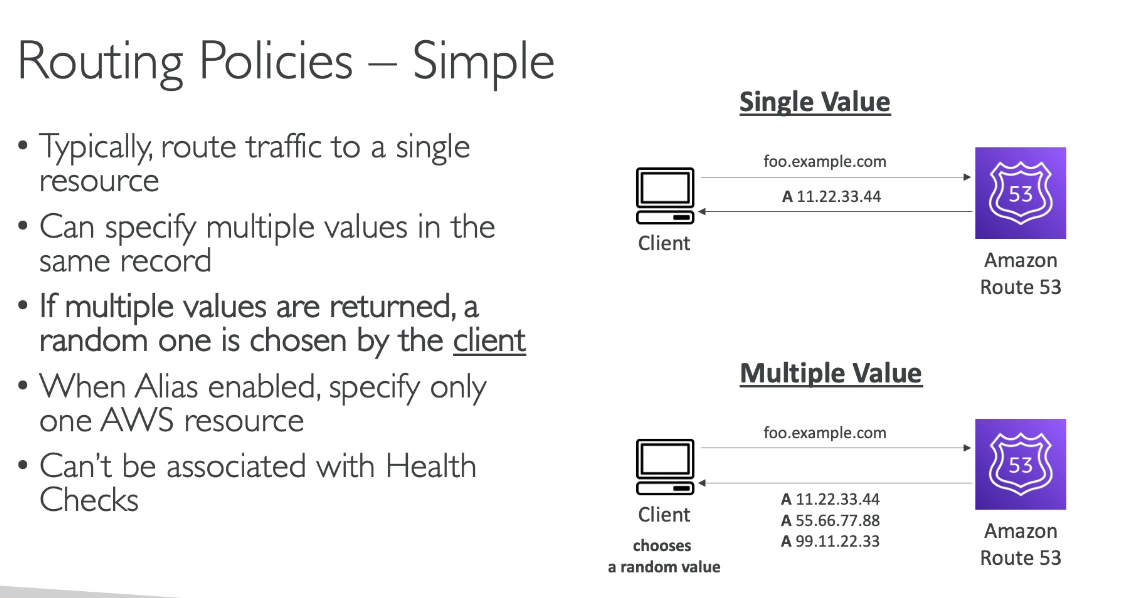 Routing Policies – Simple
• Typically, route traffic to a single
resource
• Can specify multiple values in the
same record
• If multiple values are returned, a
random one is chosen by the client
• When Alias enabled, specify only
one AWS resource
• Can't be associated with Health
Checks
Single Value
foo.example.com
A 11.22.33.44
53
Client
Amazon
Route 53
Multiple Value
foo.example.com
53
A 11.22.33.44
A 55.66.77.88
A 99.11.22.33
Client
chooses
a random value
Amazon
Route 53